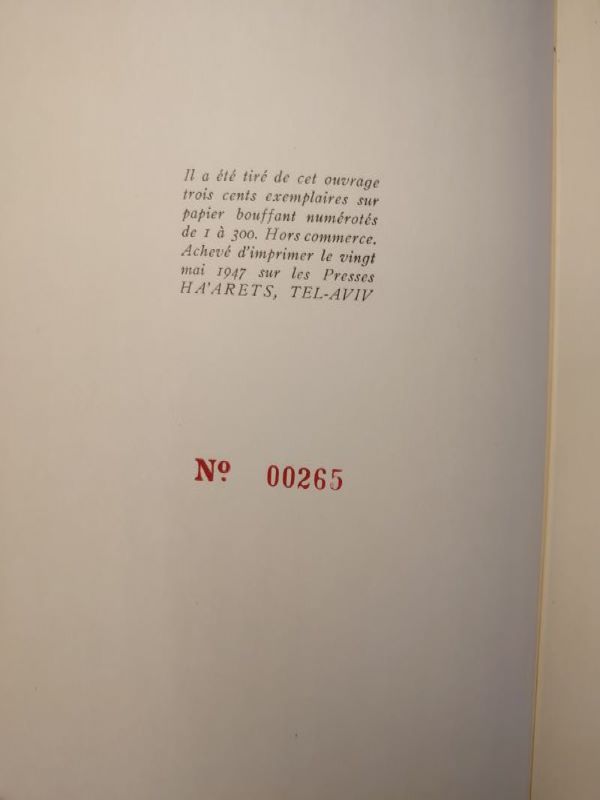 Il a été tiré de cet ouvrage
trois cents exemplaires sur
papier bouffant numérotés
de 1 à 300. Hors commerce.
Achevé d'imprimer le vingt
mai 1947 sur les Presses
HA'ARETS, TEL-AVIV
Nº 00265